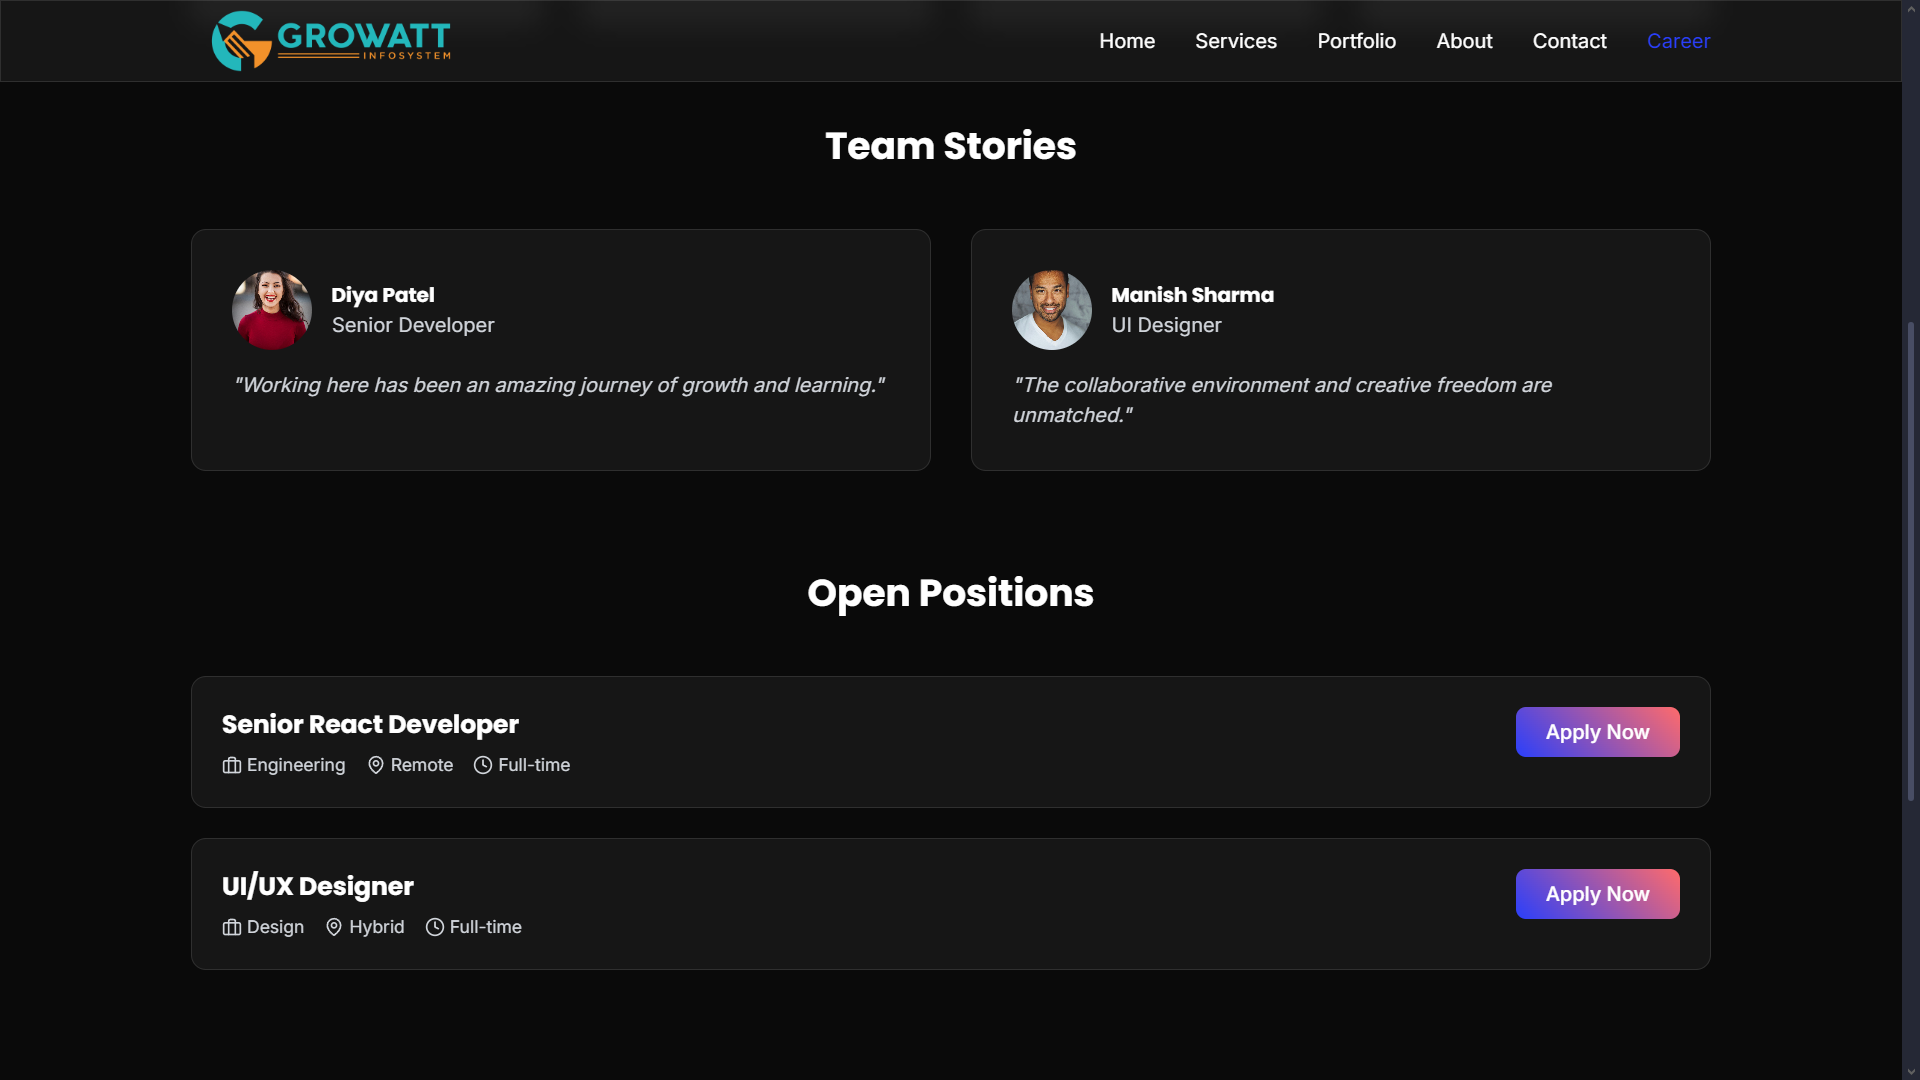 GROWATT
INFOSYSTEM
Home Services Portfolio About Contact Career
Team Stories
Diya Patel
Senior Developer
"Working here has been an amazing journey of growth and learning."
Manish Sharma
UI Designer
"The collaborative environment and creative freedom are
unmatched."
Open Positions
Senior React Developer
Engineering Remote Full-time
Apply Now
UI/UX Designer
Design Hybrid Full-time
Apply Now